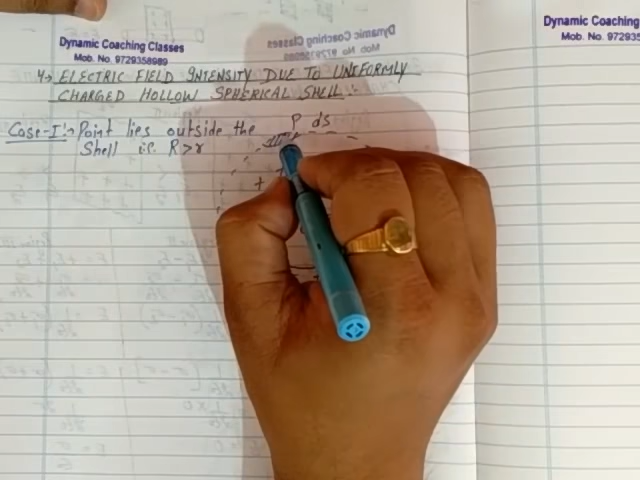 Dynamic Coaching Classes
Mob. No. 9729358989
Dynamic Coaching
Mob. No. 97293
4→ ELECTRIC FIELD INTENSITY DUE TO UNIFORMLY
CHARGED HOLLOW SPHERICAL SHELL :-
Case-I :→ Point lies outside the
Shell i.e. R>r
P ds
+